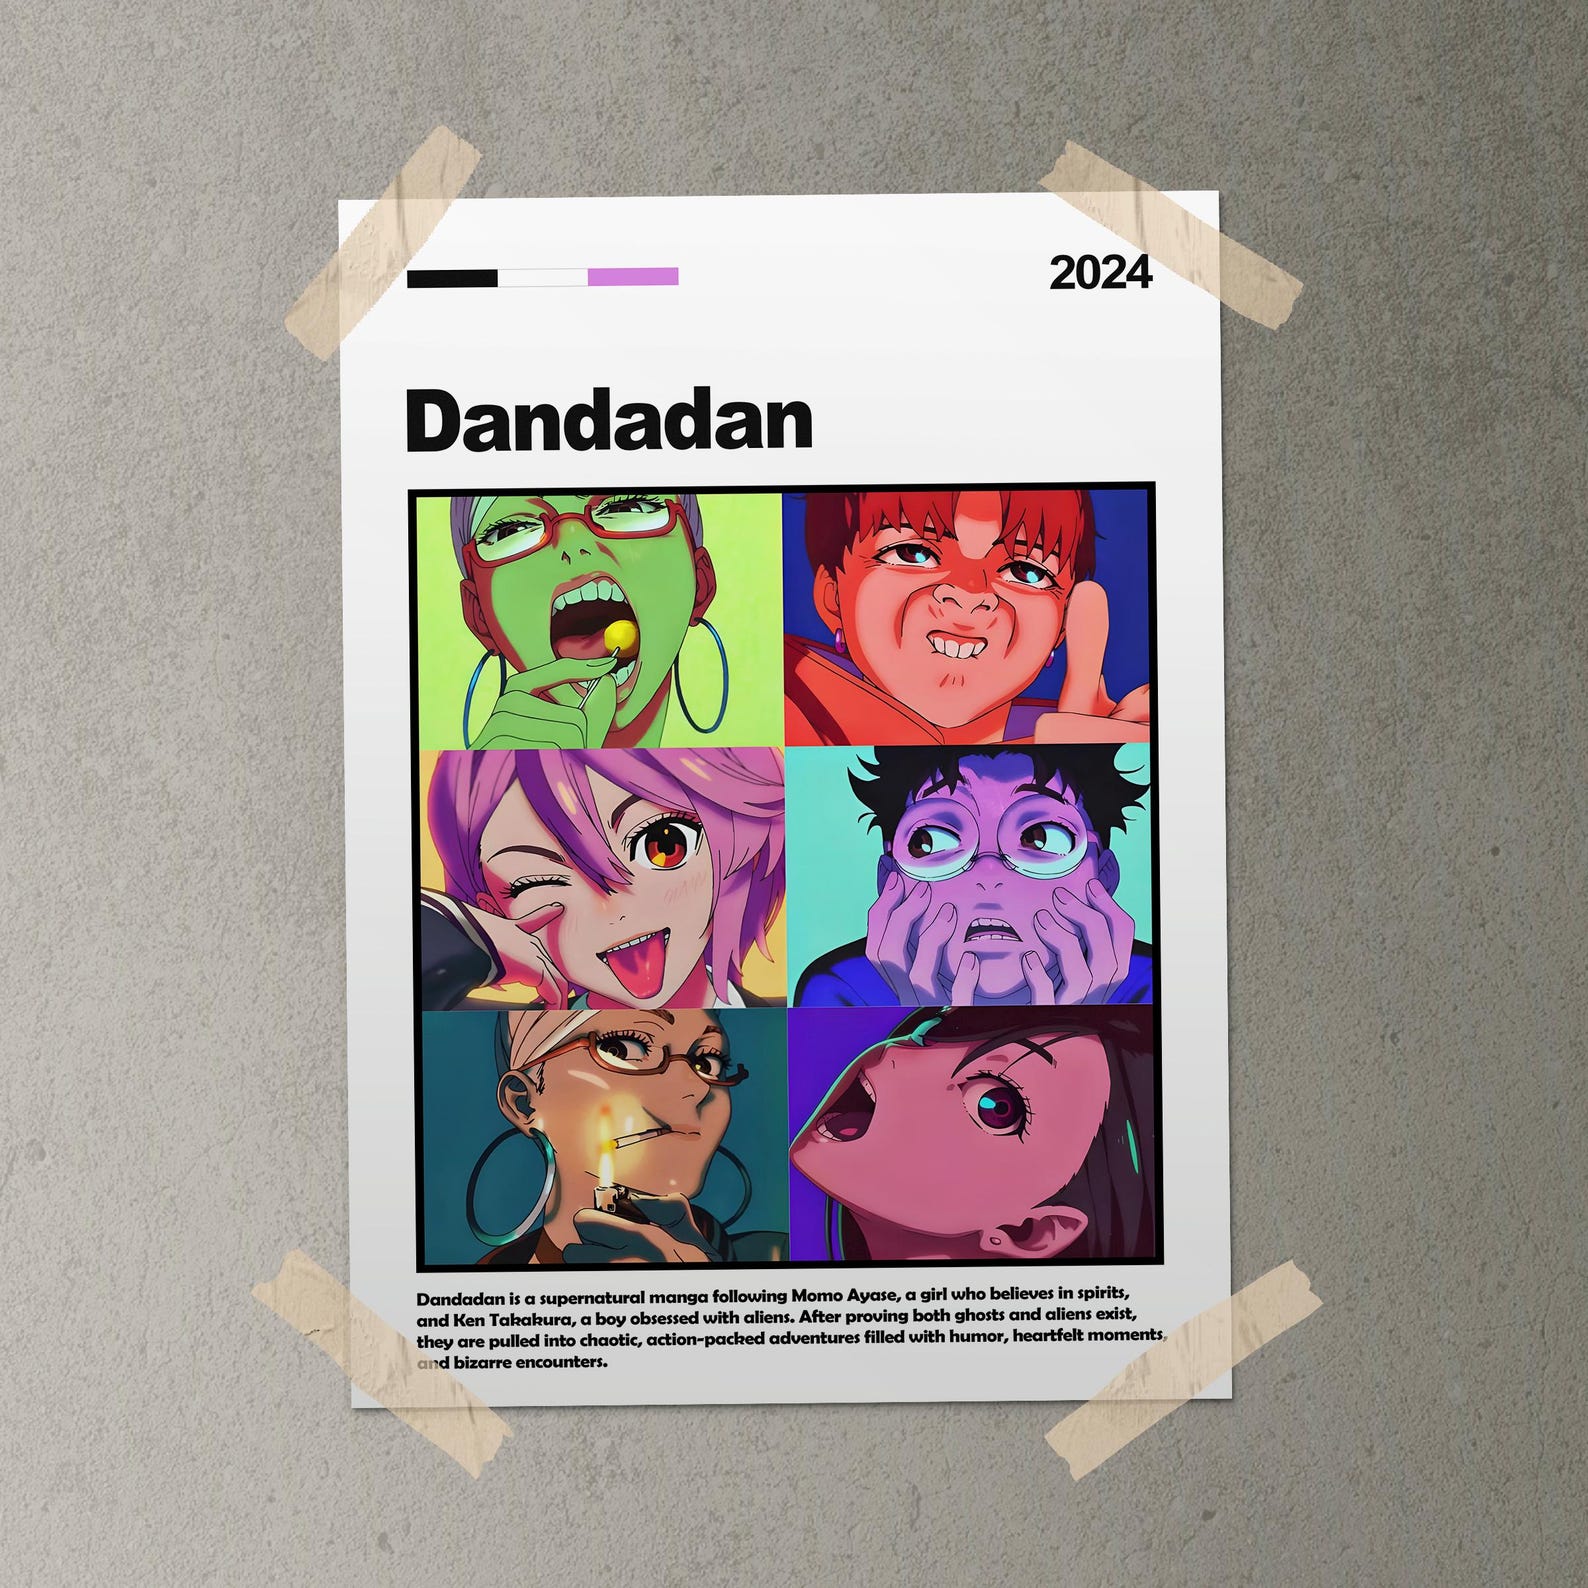 2024
Dandadan
Dandadan is a supernatural manga following Momo Ayase, a girl who believes in spirits,
and Ken Takakura, a boy obsessed with aliens. After proving both ghosts and aliens exist,
they are pulled into chaotic, action-packed adventures filled with humor, heartfelt moments,
and bizarre encounters.